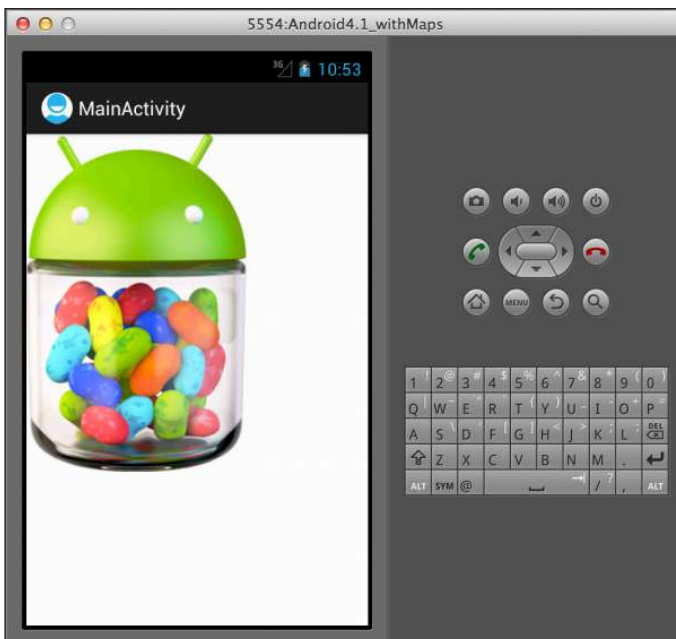 5554:Android4.1_withMaps
3G 10:53
MainActivity
MENU
1 ! 2 @ 3 # 4 $ 5 % 6 ^ 7 & 8 * 9 ( 0 )
Q | W ~ E " R ` T { Y } U _ I - O + P =
A S \ D ' F [ G ] H < J > K ; L : DEL
Z X C V B N M .
ALT SYM @ / ? , ALT